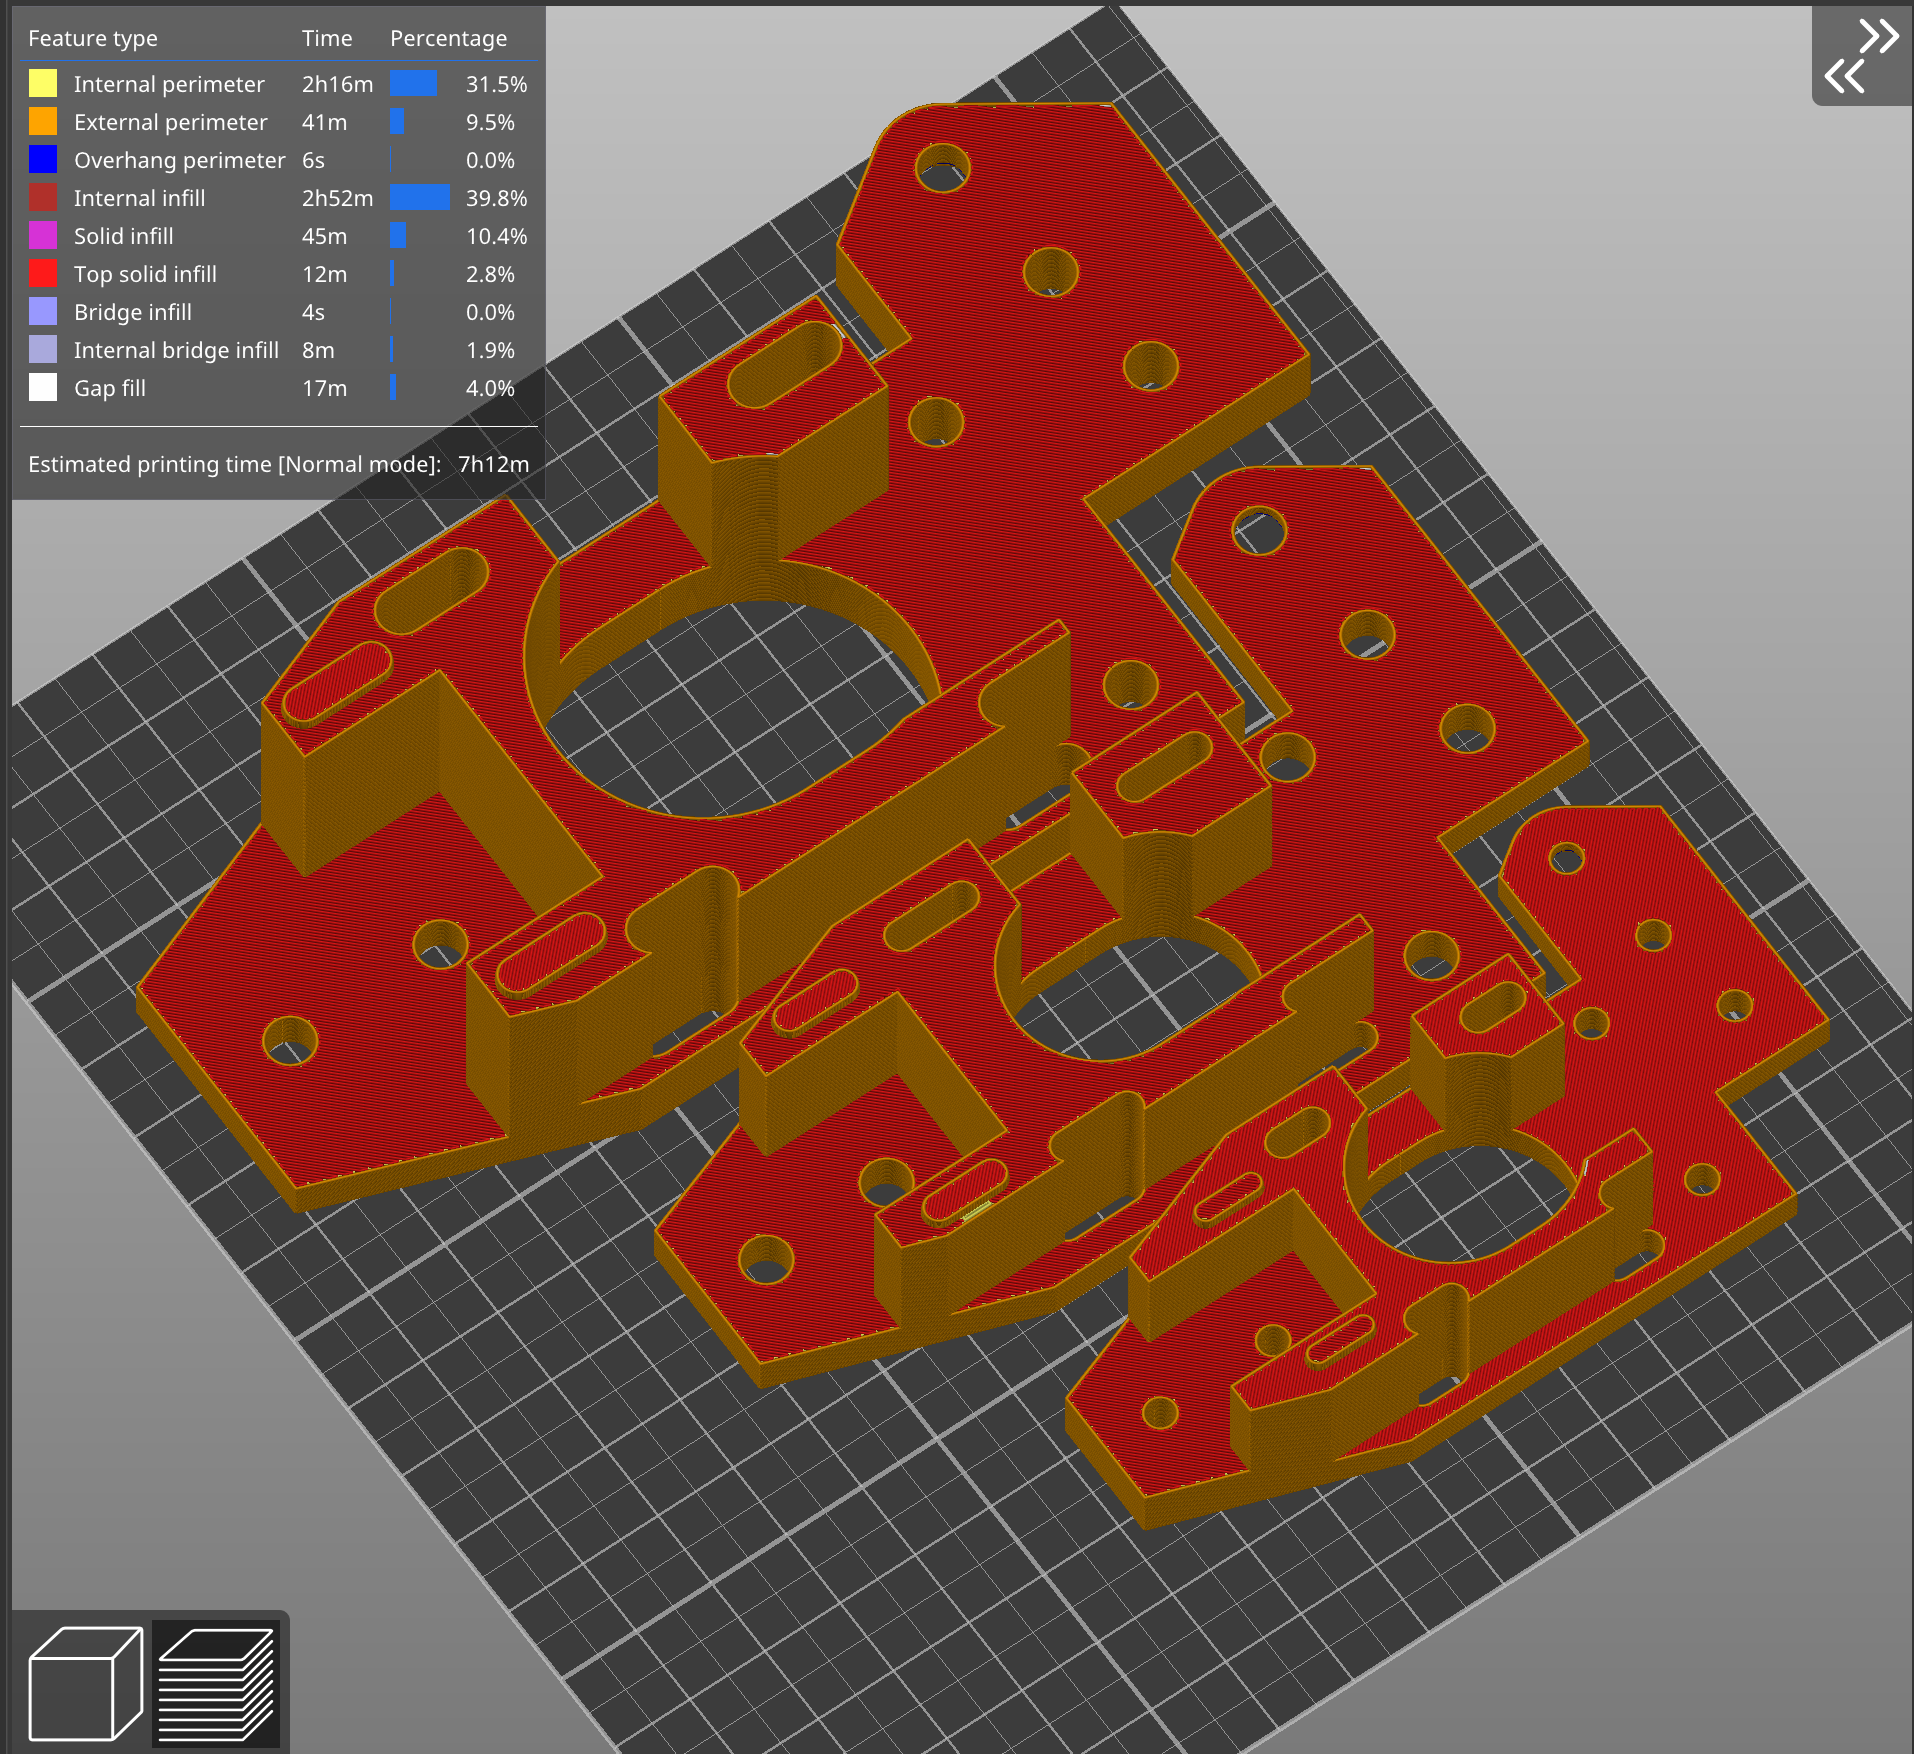 Feature type Time Percentage
Internal perimeter 2h16m 31.5%
External perimeter 41m 9.5%
Overhang perimeter 6s 0.0%
Internal infill 2h52m 39.8%
Solid infill 45m 10.4%
Top solid infill 12m 2.8%
Bridge infill 4s 0.0%
Internal bridge infill 8m 1.9%
Gap fill 17m 4.0%
Estimated printing time [Normal mode]: 7h12m